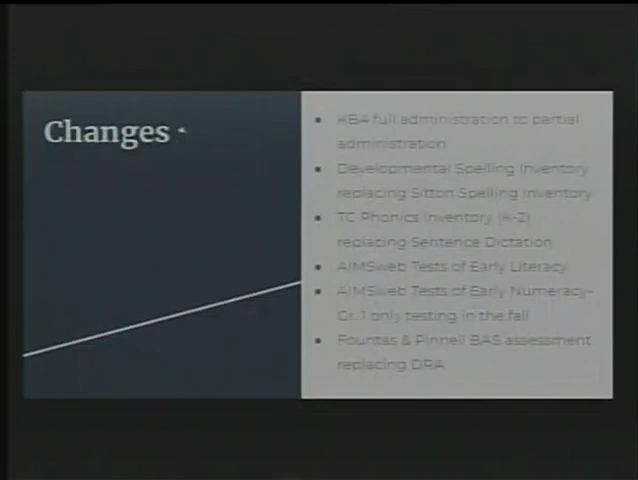 Changes
KBA full administration to partial
administration
Developmental Spelling Inventory
replacing Sitton Spelling Inventory
TC Phonics Inventory (K-2)
replacing Sentence Dictation
AIMSweb Tests of Early Literacy
AIMSweb Tests of Early Numeracy-
Gr. 1 only testing in the fall
Fountas & Pinnell BAS assessment
replacing DRA